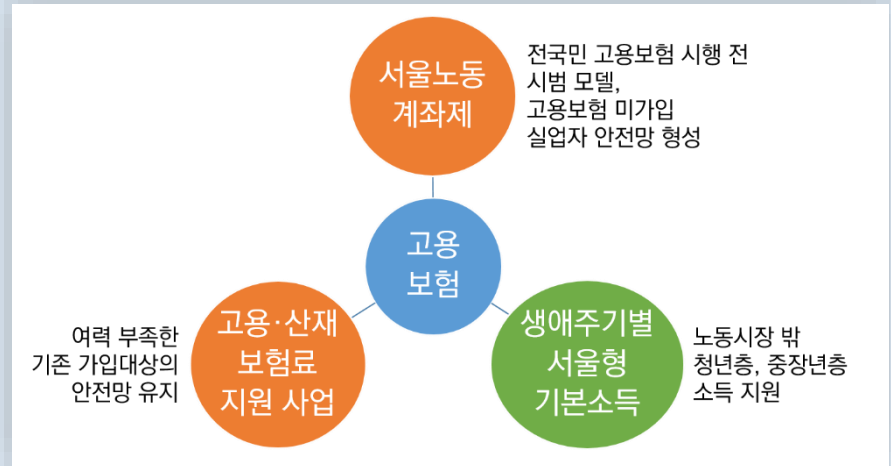 서울노동
계좌제
전국민 고용보험 시행 전
시범 모델,
고용보험 미가입
실업자 안전망 형성
고용
보험
여력 부족한
기존 가입대상의
안전망 유지
고용·산재
보험료
지원 사업
생애주기별
서울형
기본소득
노동시장 밖
청년층, 중장년층
소득 지원